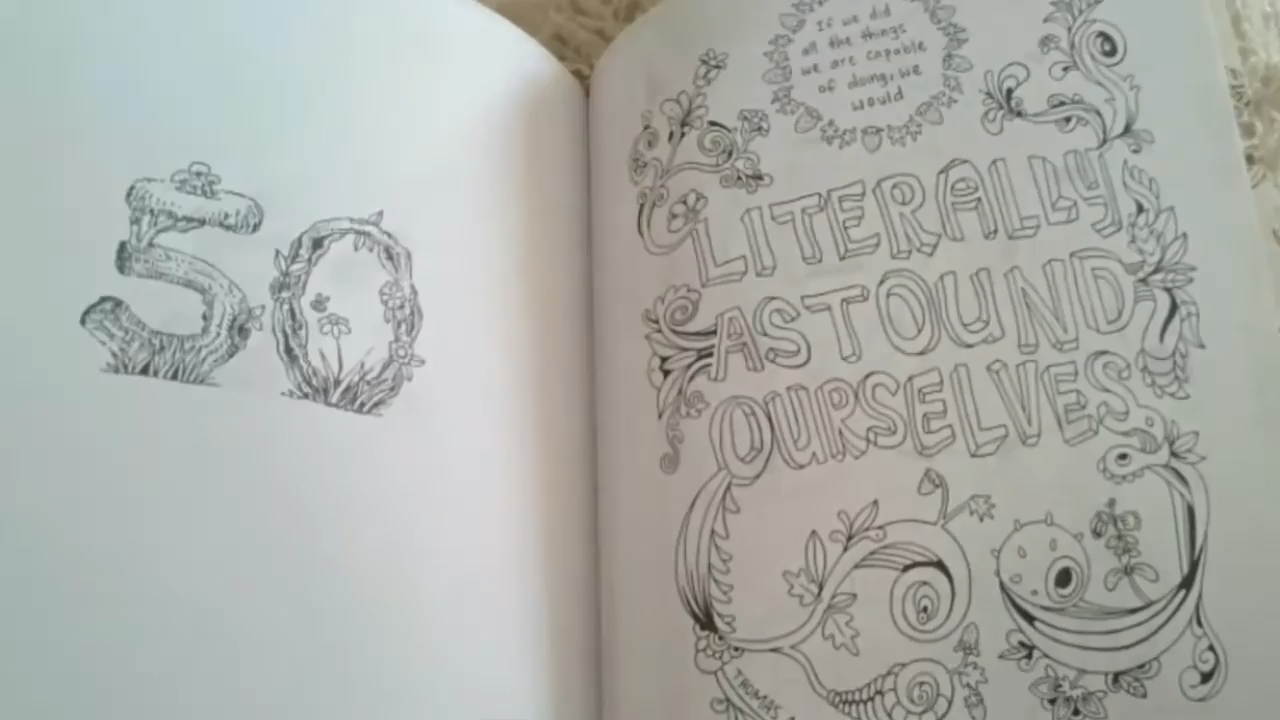 50
If we did
all the things
we are capable
of doing, we
would
LITERALLY
ASTOUND
OURSELVES
THOMAS